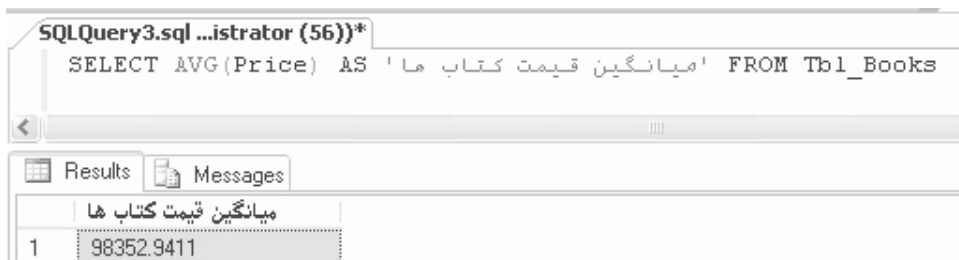 SQLQuery3.sql ...istrator (56))*
SELECT AVG(Price) AS 'میانگین قیمت کتاب ها' FROM Tbl_Books
Results Messages
میانگین قیمت کتاب ها
1 98352.9411